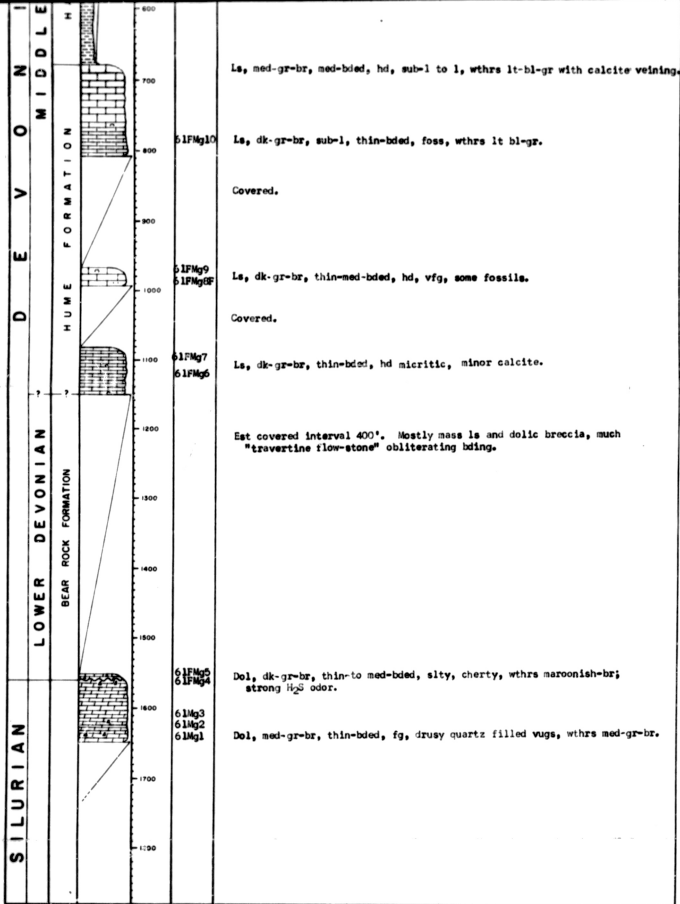 DEVONI
MIDDLE
H
HUME FORMATION
LOWER DEVONIAN
BEAR ROCK FORMATION
SILURIAN
? ?
600
700
Ls, med-gr-br, med-bded, hd, sub-l to l, wthrs lt-bl-gr with calcite veining.
61FMg10 Ls, dk-gr-br, sub-l, thin-bded, foss, wthrs lt bl-gr.
800
Covered.
900
61FMg9
61FMg8F Ls, dk-gr-br, thin-med-bded, hd, vfg, some fossils.
1000
Covered.
1100 61FMg7
Ls, dk-gr-br, thin-bded, hd micritic, minor calcite.
61FMg6
1200
Est covered interval 400'. Mostly mass ls and dolic breccia, much
"travertine flow-stone" obliterating bding.
1300
1400
1500
61FMg5 Dol, dk-gr-br, thin-to med-bded, slty, cherty, wthrs maroonish-br;
61FMg4 strong H2S odor.
1600 61Mg3
61Mg2
61Mg1 Dol, med-gr-br, thin-bded, fg, drusy quartz filled vugs, wthrs med-gr-br.
1700